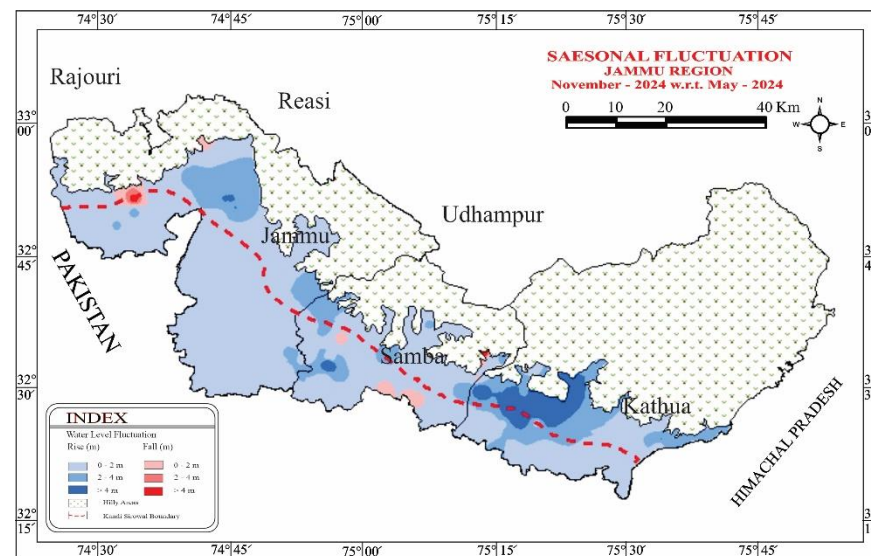 74°30' 74°45' 75°00' 75°15' 75°30' 75°45'
SAESONAL FLUCTUATION
JAMMU REGION
November - 2024 w.r.t. May - 2024
0 10 20 40 Km
N
W E
S
Rajouri
Reasi
33°
00'
Udhampur
Jammu
32°
45'
PAKISTAN
Samba
32°
30'
Kathua
HIMACHAL PRADESH
INDEX
Water Level Fluctuation
Rise (m) Fall (m)
0 - 2 m 0 - 2 m
2 - 4 m 2 - 4 m
> 4 m > 4 m
Hilly Areas
Kandi Sirowal Boundary
32°
15'
74°30' 74°45' 75°00' 75°15' 75°30' 75°45'